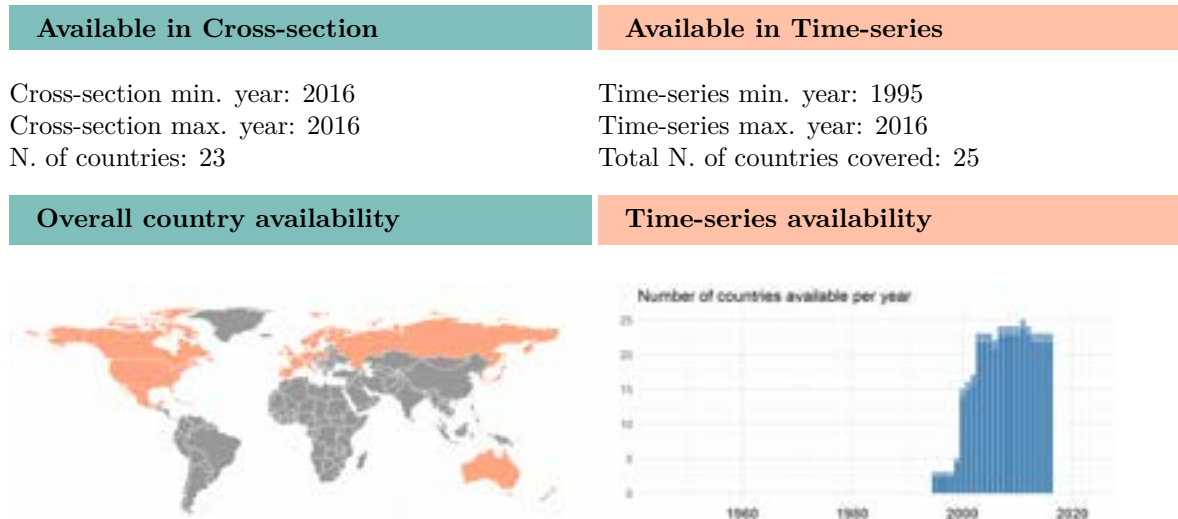 Available in Cross-section
Available in Time-series
Cross-section min. year: 2016
Cross-section max. year: 2016
N. of countries: 23
Time-series min. year: 1995
Time-series max. year: 2016
Total N. of countries covered: 25
Overall country availability
Time-series availability
Number of countries available per year
25
20
15
10
5
0
1960 1980 2000 2020